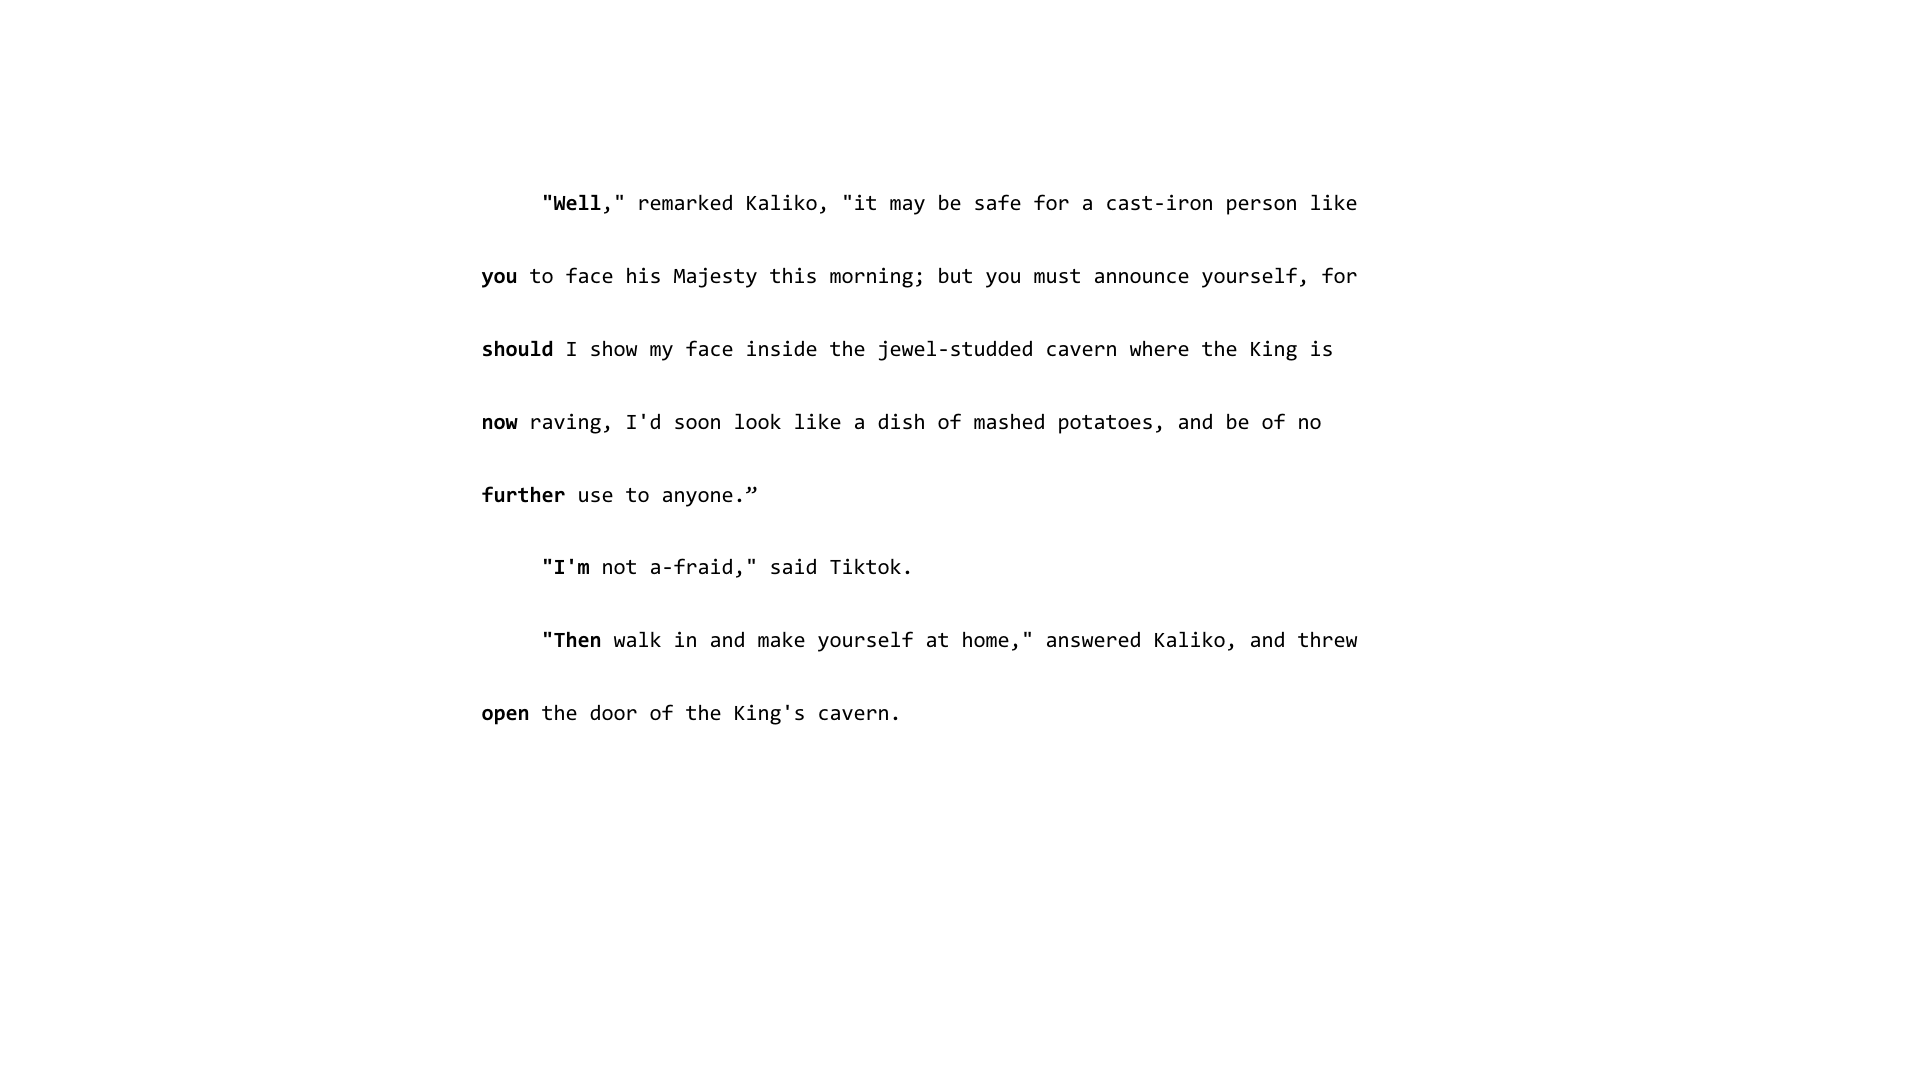 "Well," remarked Kaliko, "it may be safe for a cast-iron person like
you to face his Majesty this morning; but you must announce yourself, for
should I show my face inside the jewel-studded cavern where the King is
now raving, I'd soon look like a dish of mashed potatoes, and be of no
further use to anyone.”
"I'm not a-fraid," said Tiktok.
"Then walk in and make yourself at home," answered Kaliko, and threw
open the door of the King's cavern.